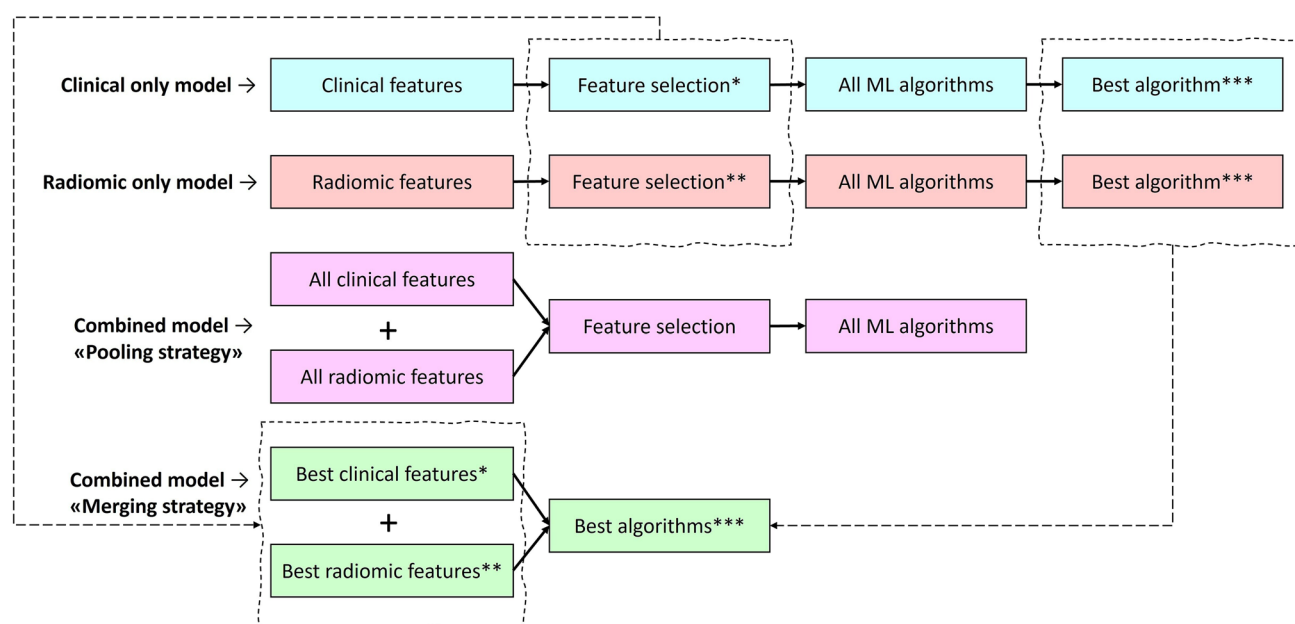 Clinical only model →
Clinical features
Feature selection*
All ML algorithms
Best algorithm***
Radiomic only model →
Radiomic features
Feature selection**
All ML algorithms
Best algorithm***
All clinical features
Combined model →
«Pooling strategy»
+
Feature selection
All ML algorithms
All radiomic features
Best clinical features*
Combined model →
«Merging strategy»
+
Best algorithms***
Best radiomic features**